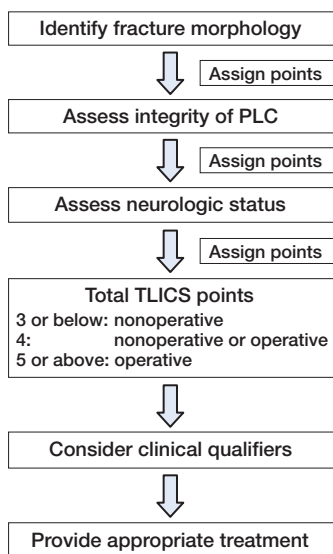 Identify fracture morphology
Assign points
Assess integrity of PLC
Assign points
Assess neurologic status
Assign points
Total TLICS points
3 or below: nonoperative
4: nonoperative or operative
5 or above: operative
Consider clinical qualifiers
Provide appropriate treatment